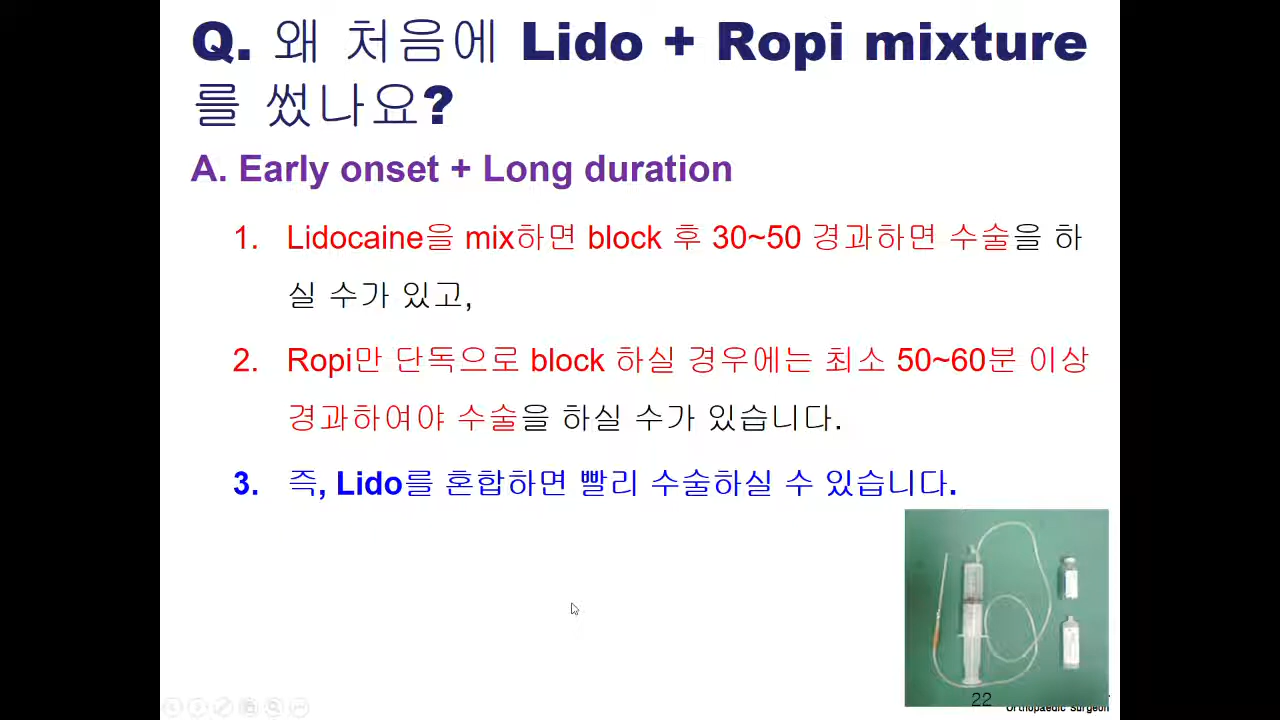 Q. 왜 처음에 Lido + Ropi mixture
를 썼나요?
A. Early onset + Long duration
1. Lidocaine을 mix하면 block 후 30~50 경과하면 수술을 하
실 수가 있고,
2. Ropi만 단독으로 block 하실 경우에는 최소 50~60분 이상
경과하여야 수술을 하실 수가 있습니다.
3. 즉, Lido를 혼합하면 빨리 수술하실 수 있습니다.
22
Orthopaedic Surgeon